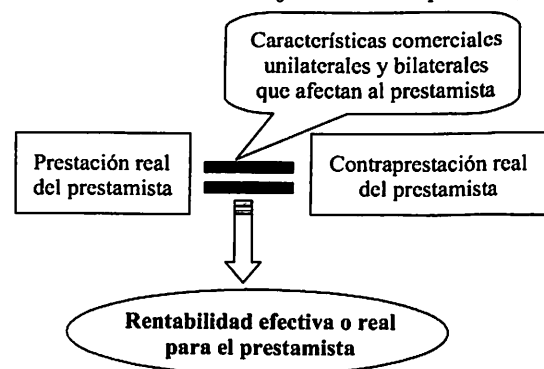 Características comerciales
unilaterales y bilaterales
que afectan al prestamista
Prestación real
del prestamista
Contraprestación real
del prestamista
Rentabilidad efectiva o real
para el prestamista